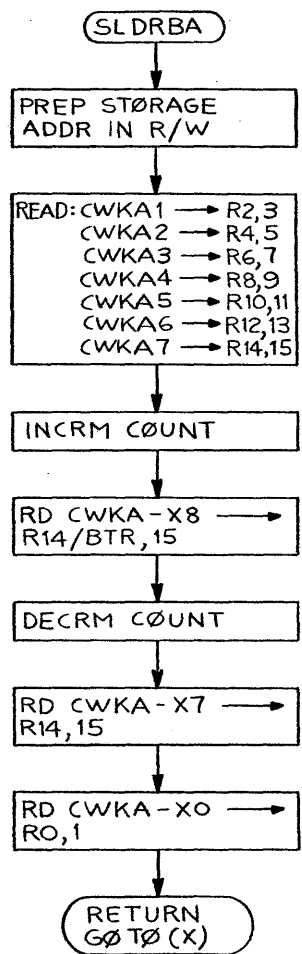 SLDRBA
PREP STØRAGE
ADDR IN R/W
READ: CWKA1 → R2,3
CWKA2 → R4,5
CWKA3 → R6,7
CWKA4 → R8,9
CWKA5 → R10,11
CWKA6 → R12,13
CWKA7 → R14,15
INCRM CØUNT
RD CWKA-X8 →
R14/BTR,15
DECRM CØUNT
RD CWKA-X7 →
R14,15
RD CWKA-X0 →
R0,1
RETURN
GØ TØ (X)